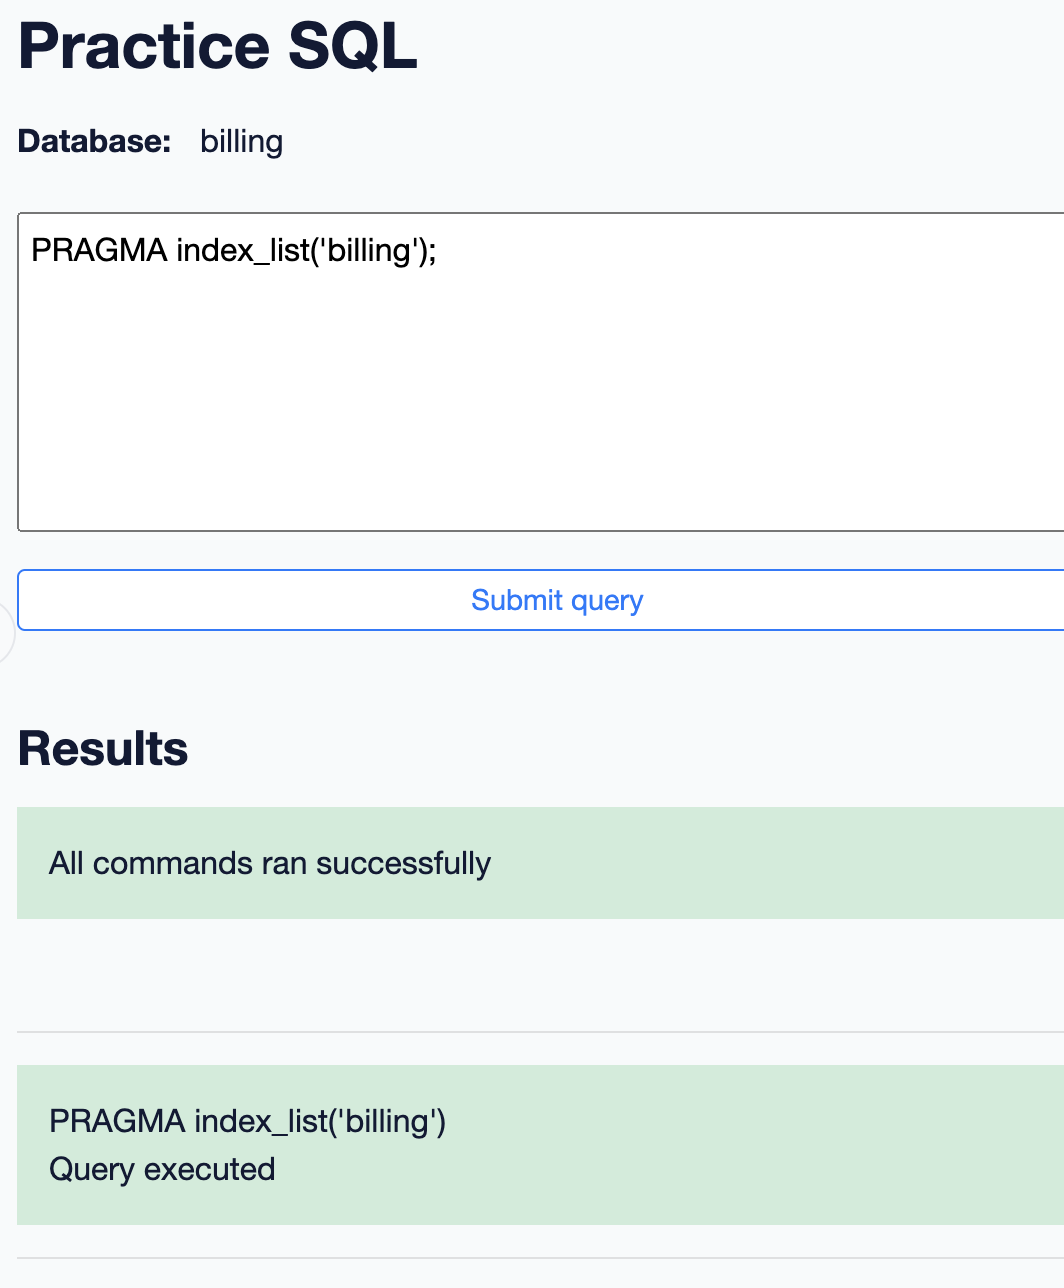 Practice SQL
Database: billing
PRAGMA index_list('billing');
Submit query
Results
All commands ran successfully
PRAGMA index_list('billing')
Query executed